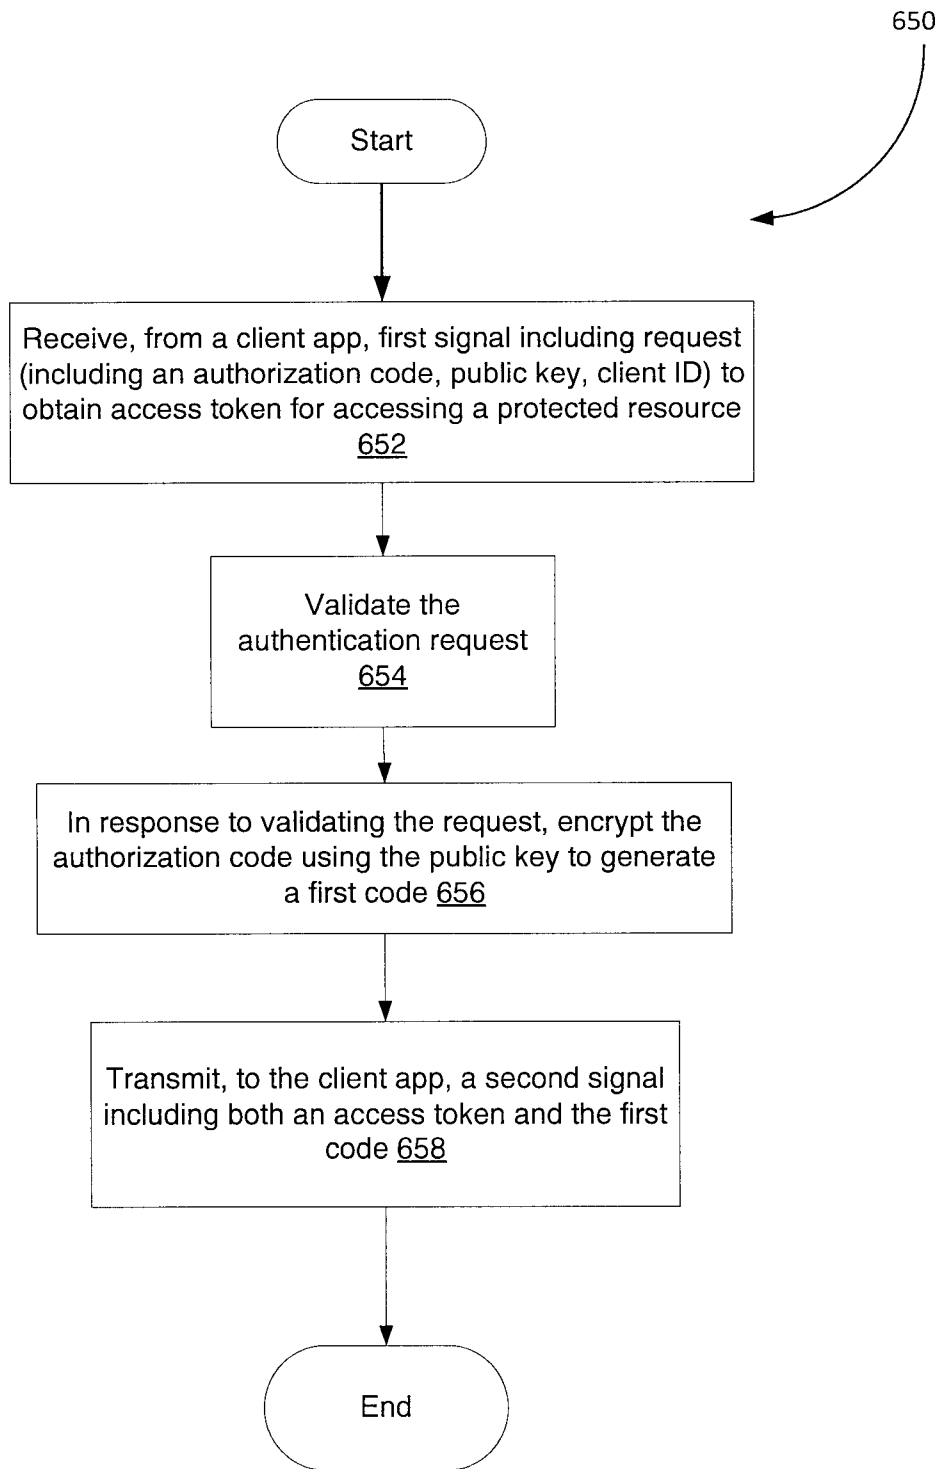 650
Start
Receive, from a client app, first signal including request
(including an authorization code, public key, client ID) to
obtain access token for accessing a protected resource
652
Validate the
authentication request
654
In response to validating the request, encrypt the
authorization code using the public key to generate
a first code 656
Transmit, to the client app, a second signal
including both an access token and the first
code 658
End